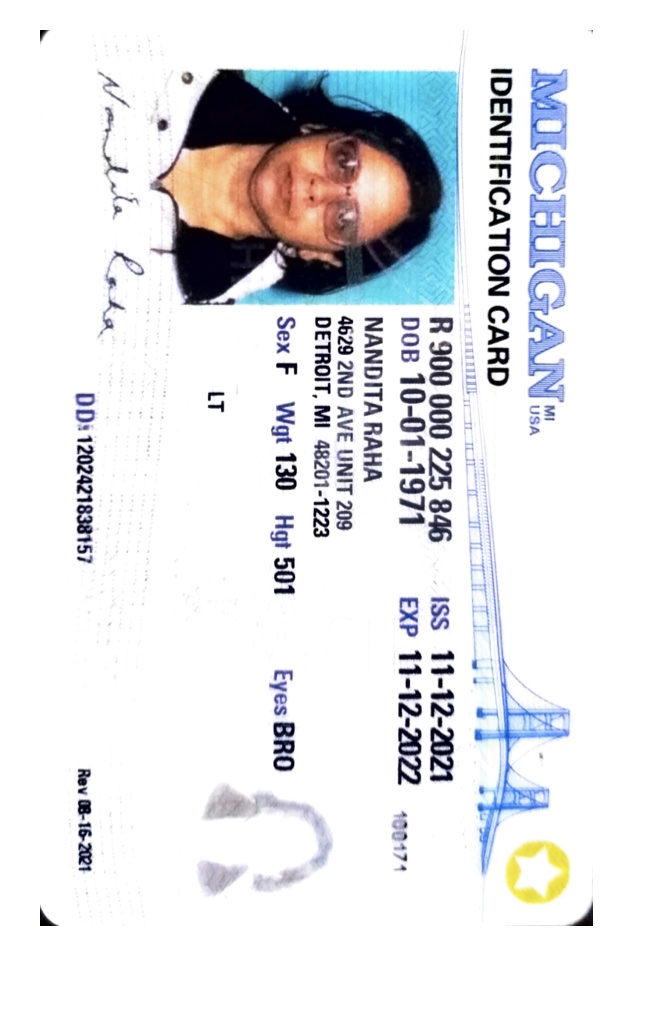 MICHIGAN MI
USA
IDENTIFICATION CARD
R 900 000 225 846 ISS 11-12-2021
DOB 10-01-1971 EXP 11-12-2022
100171
NANDITA RAHA
4629 2ND AVE UNIT 209
DETROIT, MI 48201-1223
Sex F Wgt 130 Hgt 501 Eyes BRO
LT
Nandita Raha
DD: 1202421838157 Rev 08-16-2021